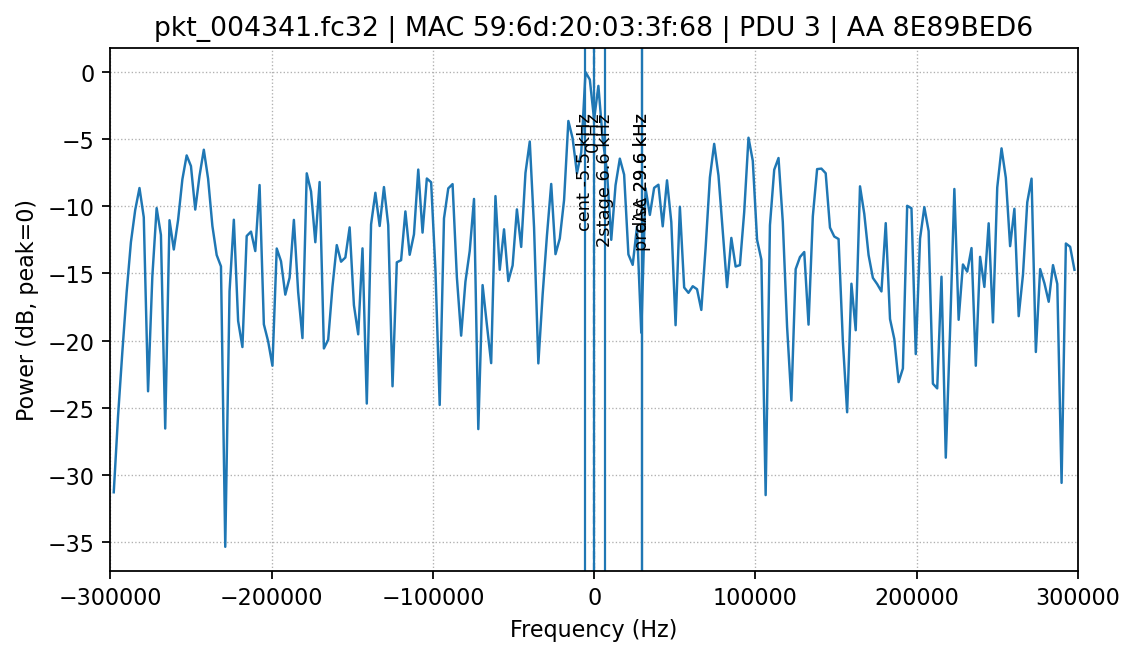 pkt_004341.fc32 | MAC 59:6d:20:03:3f:68 | PDU 3 | AA 8E89BED6
Power (dB, peak=0)
0
−5
−10
−15
−20
−25
−30
−35
cent -5.5 kHz
0 Hz
2stage 6.6 kHz
29.6 kHz
−300000
−200000
−100000
0
100000
200000
300000
Frequency (Hz)